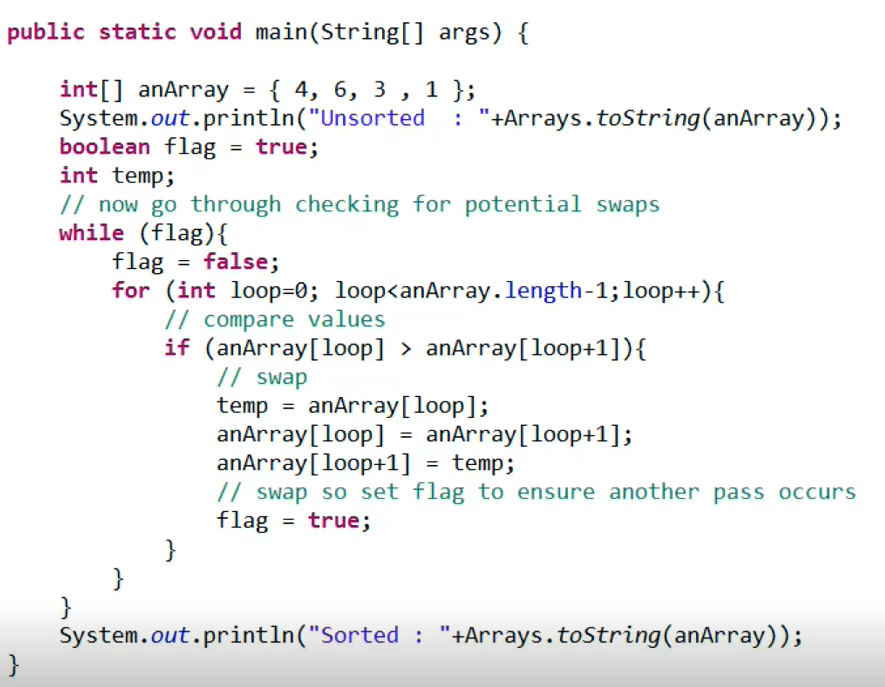 public static void main(String[] args) {
int[] anArray = { 4, 6, 3 , 1 };
System.out.println("Unsorted  : "+Arrays.toString(anArray));
boolean flag = true;
int temp;
// now go through checking for potential swaps
while (flag){
flag = false;
for (int loop=0; loop<anArray.length-1;loop++){
// compare values
if (anArray[loop] > anArray[loop+1]){
// swap
temp = anArray[loop];
anArray[loop] = anArray[loop+1];
anArray[loop+1] = temp;
// swap so set flag to ensure another pass occurs
flag = true;
}
}
}
System.out.println("Sorted : "+Arrays.toString(anArray));
}